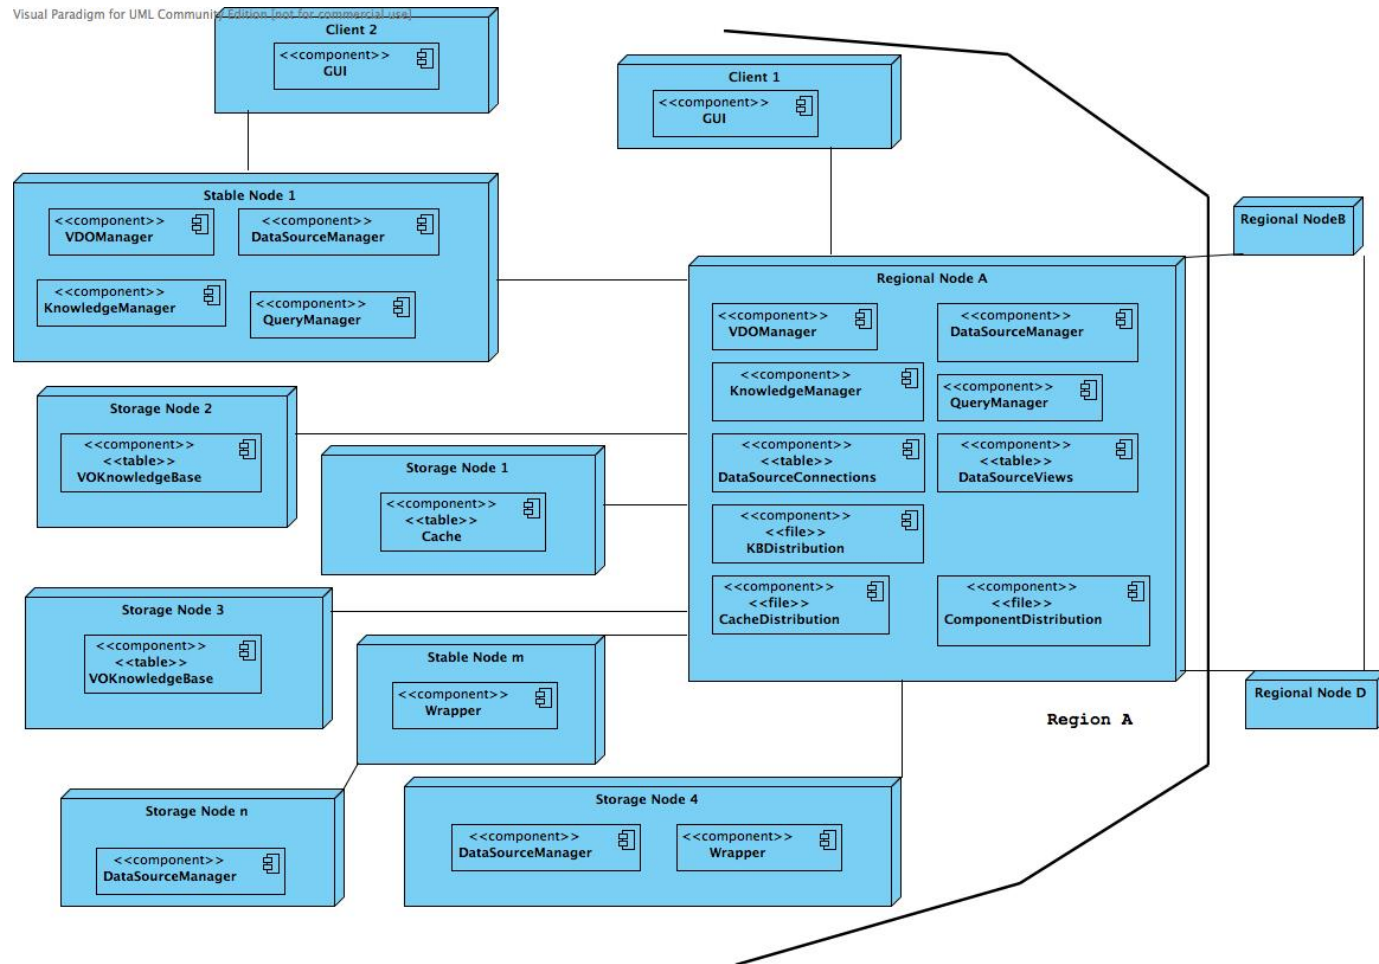 Visual Paradigm for UML Community Edition [not for commercial use]
Client 2
<<component>>
GUI
Client 1
<<component>>
GUI
Stable Node 1
<<component>>
VDOManager
<<component>>
DataSourceManager
<<component>>
KnowledgeManager
<<component>>
QueryManager
Regional NodeB
Regional Node A
<<component>>
VDOManager
<<component>>
DataSourceManager
<<component>>
KnowledgeManager
<<component>>
QueryManager
<<component>>
<<table>>
DataSourceConnections
<<component>>
<<table>>
DataSourceViews
<<component>>
<<file>>
KBDistribution
<<component>>
<<file>>
CacheDistribution
<<component>>
<<file>>
ComponentDistribution
Storage Node 2
<<component>>
<<table>>
VOKnowledgeBase
Storage Node 1
<<component>>
<<table>>
Cache
Storage Node 3
<<component>>
<<table>>
VOKnowledgeBase
Stable Node m
<<component>>
Wrapper
Regional Node D
Region A
Storage Node n
<<component>>
DataSourceManager
Storage Node 4
<<component>>
DataSourceManager
<<component>>
Wrapper